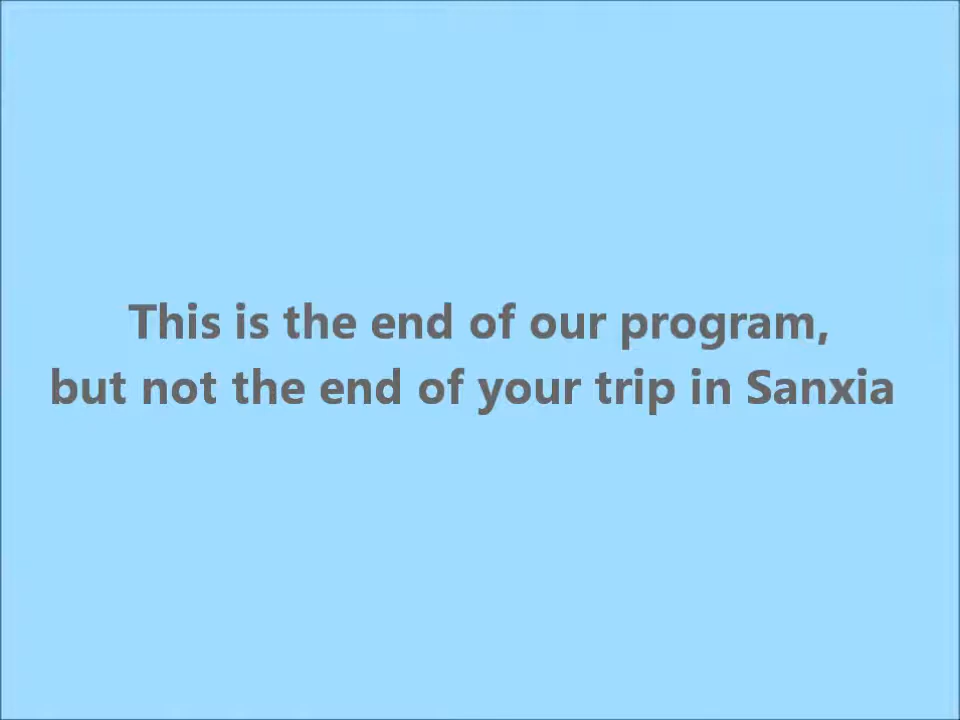 This is the end of our program,
but not the end of your trip in Sanxia